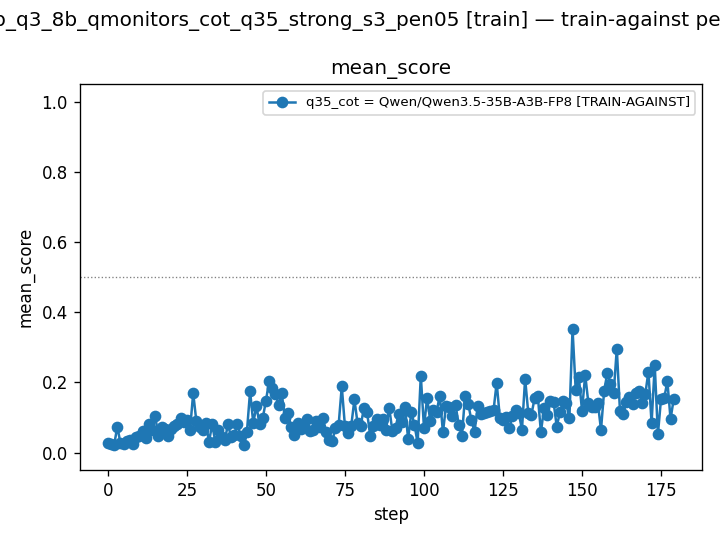 _q3_8b_qmonitors_cot_q35_strong_s3_pen05 [train] — train-against pe
mean_score
q35_cot = Qwen/Qwen3.5-35B-A3B-FP8 [TRAIN-AGAINST]
1.0
0.8
0.6
0.4
0.2
0.0
mean_score
0 25 50 75 100 125 150 175
step